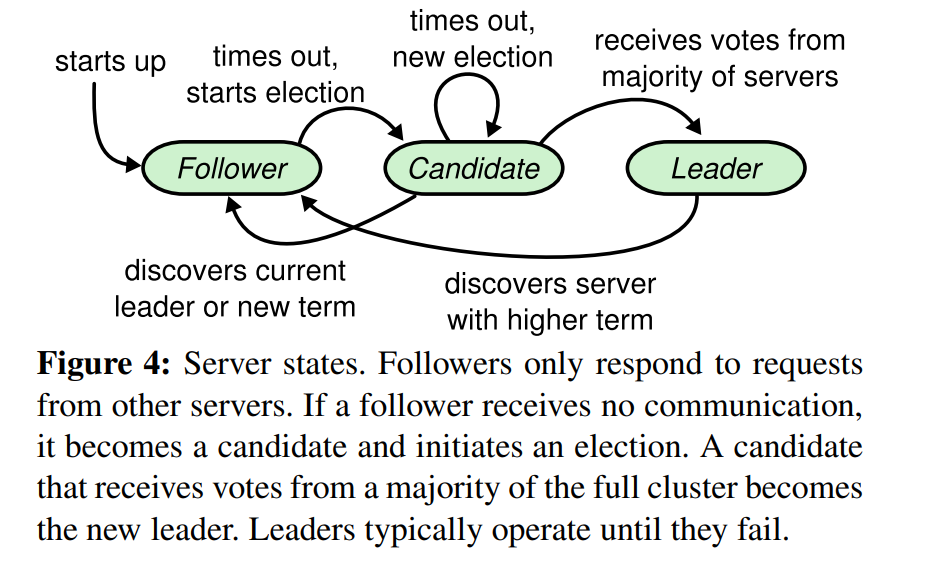 times out,
new election
receives votes from
majority of servers
starts up
times out,
starts election
Follower
Candidate
Leader
discovers current
leader or new term
discovers server
with higher term
Figure 4: Server states. Followers only respond to requests
from other servers. If a follower receives no communication,
it becomes a candidate and initiates an election. A candidate
that receives votes from a majority of the full cluster becomes
the new leader. Leaders typically operate until they fail.